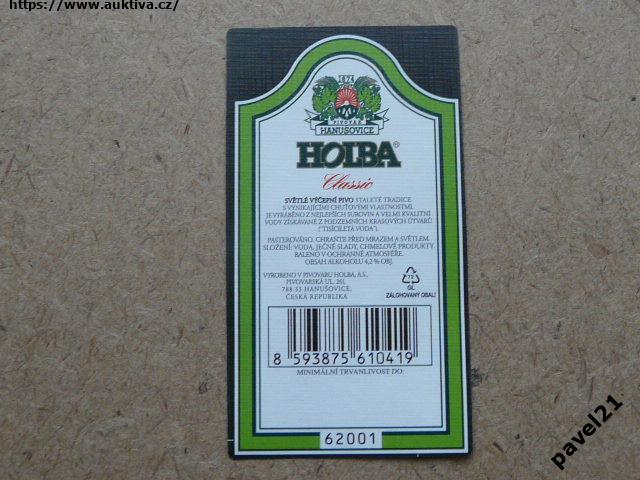 https://www.auktiva.cz/
1874
PIVOVAR
HANUŠOVICE
HOLBA®
Classic
SVĚTLÉ VÝČEPNÍ PIVO STALETÉ TRADICE
S VYNIKAJÍCÍMI CHUŤOVÝMI VLASTNOSTMI.
JE VYRÁBĚNO Z NEJLEPŠÍCH SUROVIN A VELMI KVALITNÍ
VODY ZÍSKÁVANÉ Z PODZEMNÍCH KRASOVÝCH ÚTVARŮ
("TISÍCILETÁ VODA").
PASTEROVÁNO. CHRAŇTE PŘED MRAZEM A SVĚTLEM.
SLOŽENÍ: VODA, JEČNÉ SLADY, CHMELOVÉ PRODUKTY.
BALENO V OCHRANNÉ ATMOSFÉŘE.
OBSAH ALKOHOLU 4,2 % OBJ.
VYROBENO V PIVOVARU HOLBA, A.S.,
PIVOVARSKÁ UL. 261,
788 33 HANUŠOVICE,
ČESKÁ REPUBLIKA
72
GL
ZÁLOHOVANÝ OBAL!
8 593875 610419
MINIMÁLNÍ TRVANLIVOST DO:
62001
pavel21